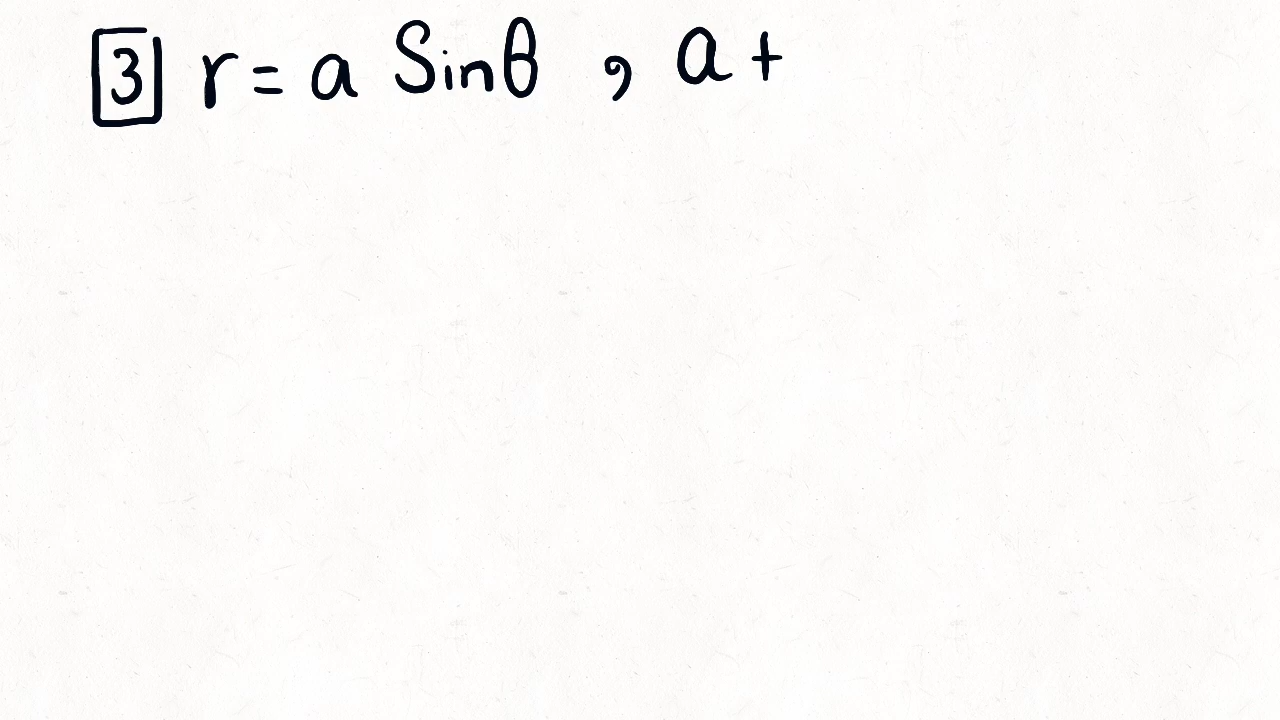 3 r = a Sinθ , a +